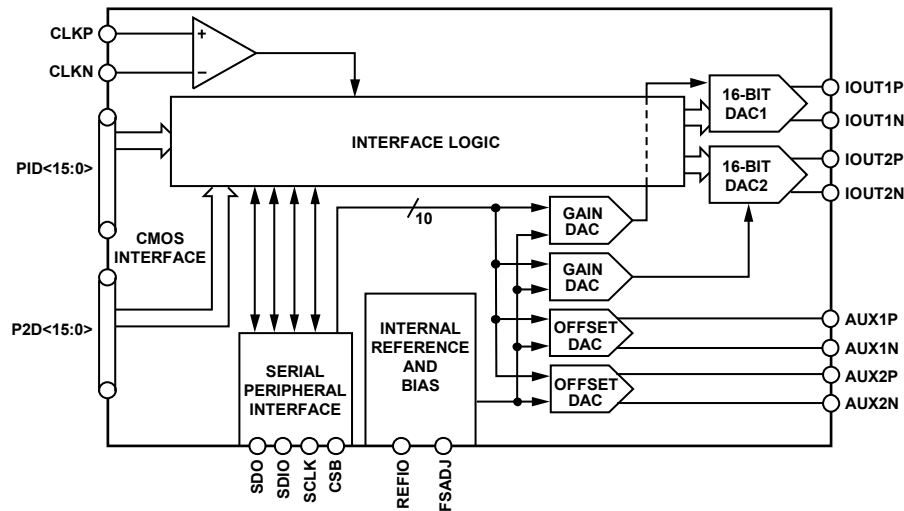 CLKP
CLKN
PID<15:0>
P2D<15:0>
CMOS
INTERFACE
INTERFACE LOGIC
10
SERIAL
PERIPHERAL
INTERFACE
INTERNAL
REFERENCE
AND
BIAS
GAIN
DAC
GAIN
DAC
OFFSET
DAC
OFFSET
DAC
16-BIT
DAC1
16-BIT
DAC2
IOUT1P
IOUT1N
IOUT2P
IOUT2N
AUX1P
AUX1N
AUX2P
AUX2N
SDO
SDIO
SCLK
CSB
REFIO
FSADJ